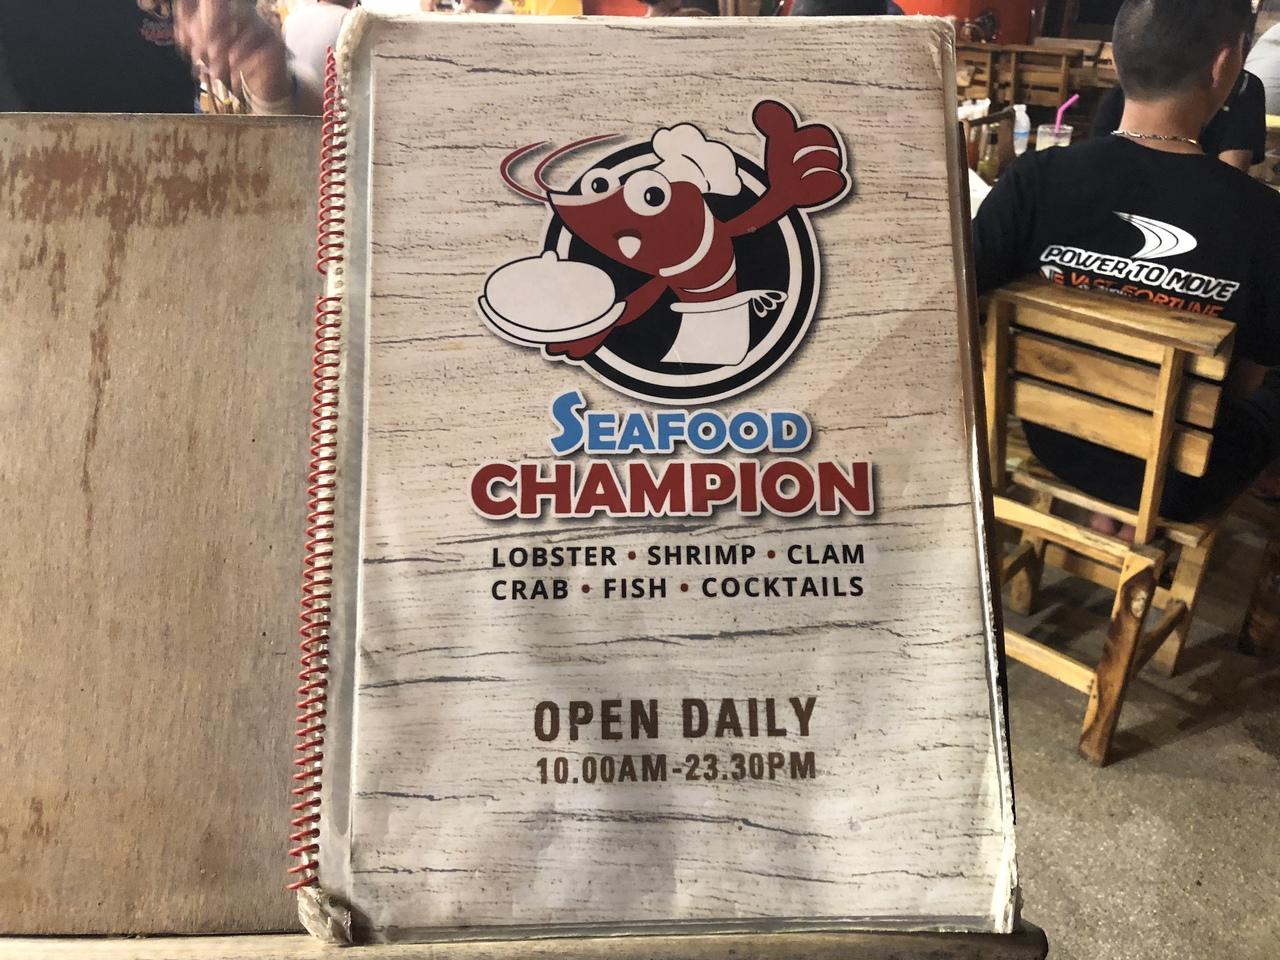 SEAFOOD
CHAMPION
LOBSTER • SHRIMP • CLAM
CRAB • FISH • COCKTAILS
OPEN DAILY
10.00AM-23.30PM
POWER TO MOVE